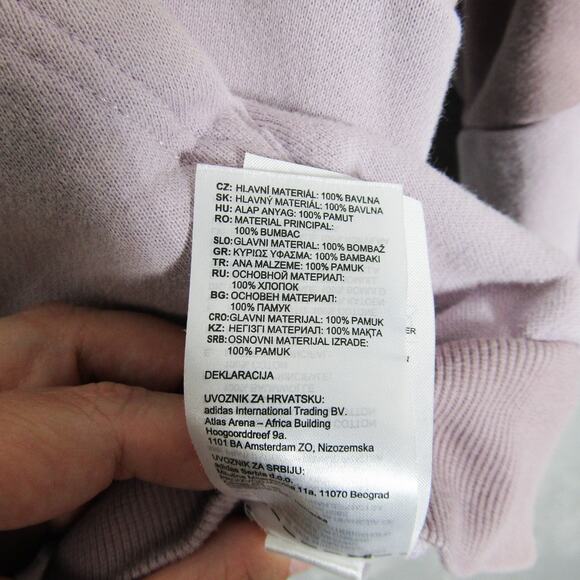 CZ: HLAVNÍ MATERIÁL: 100% BAVLNA
SK: HLAVNÝ MATERIÁL: 100% BAVLNA
HU: ALAP ANYAG: 100% PAMUT
RO: MATERIAL PRINCIPAL:
100% BUMBAC
SLO:GLAVNI MATERIAL: 100% BOMBAŽ
GR: ΚΥΡΙΩΣ ΥΦΑΣΜΑ: 100% ΒΑΜΒΑΚΙ
TR: ANA MALZEME: 100% PAMUK
RU: ОСНОВНОЙ МАТЕРИАЛ:
100% ХЛОПОК
BG: ОСНОВЕН МАТЕРИАЛ:
100% ПАМУК
CRO:GLAVNI MATERIJAL: 100% PAMUK
KZ: НЕГІЗГІ МАТЕРИАЛ: 100% МАҚТА
SRB:OSNOVNI MATERIJAL IZRADE:
100% PAMUK
DEKLARACIJA
UVOZNIK ZA HRVATSKU:
adidas International Trading BV.
Atlas Arena – Africa Building
Hoogoorddreef 9a.
1101 BA Amsterdam ZO, Nizozemska
UVOZNIK ZA SRBIJU:
adidas Serbia d.o.o.
11a, 11070 Beograd